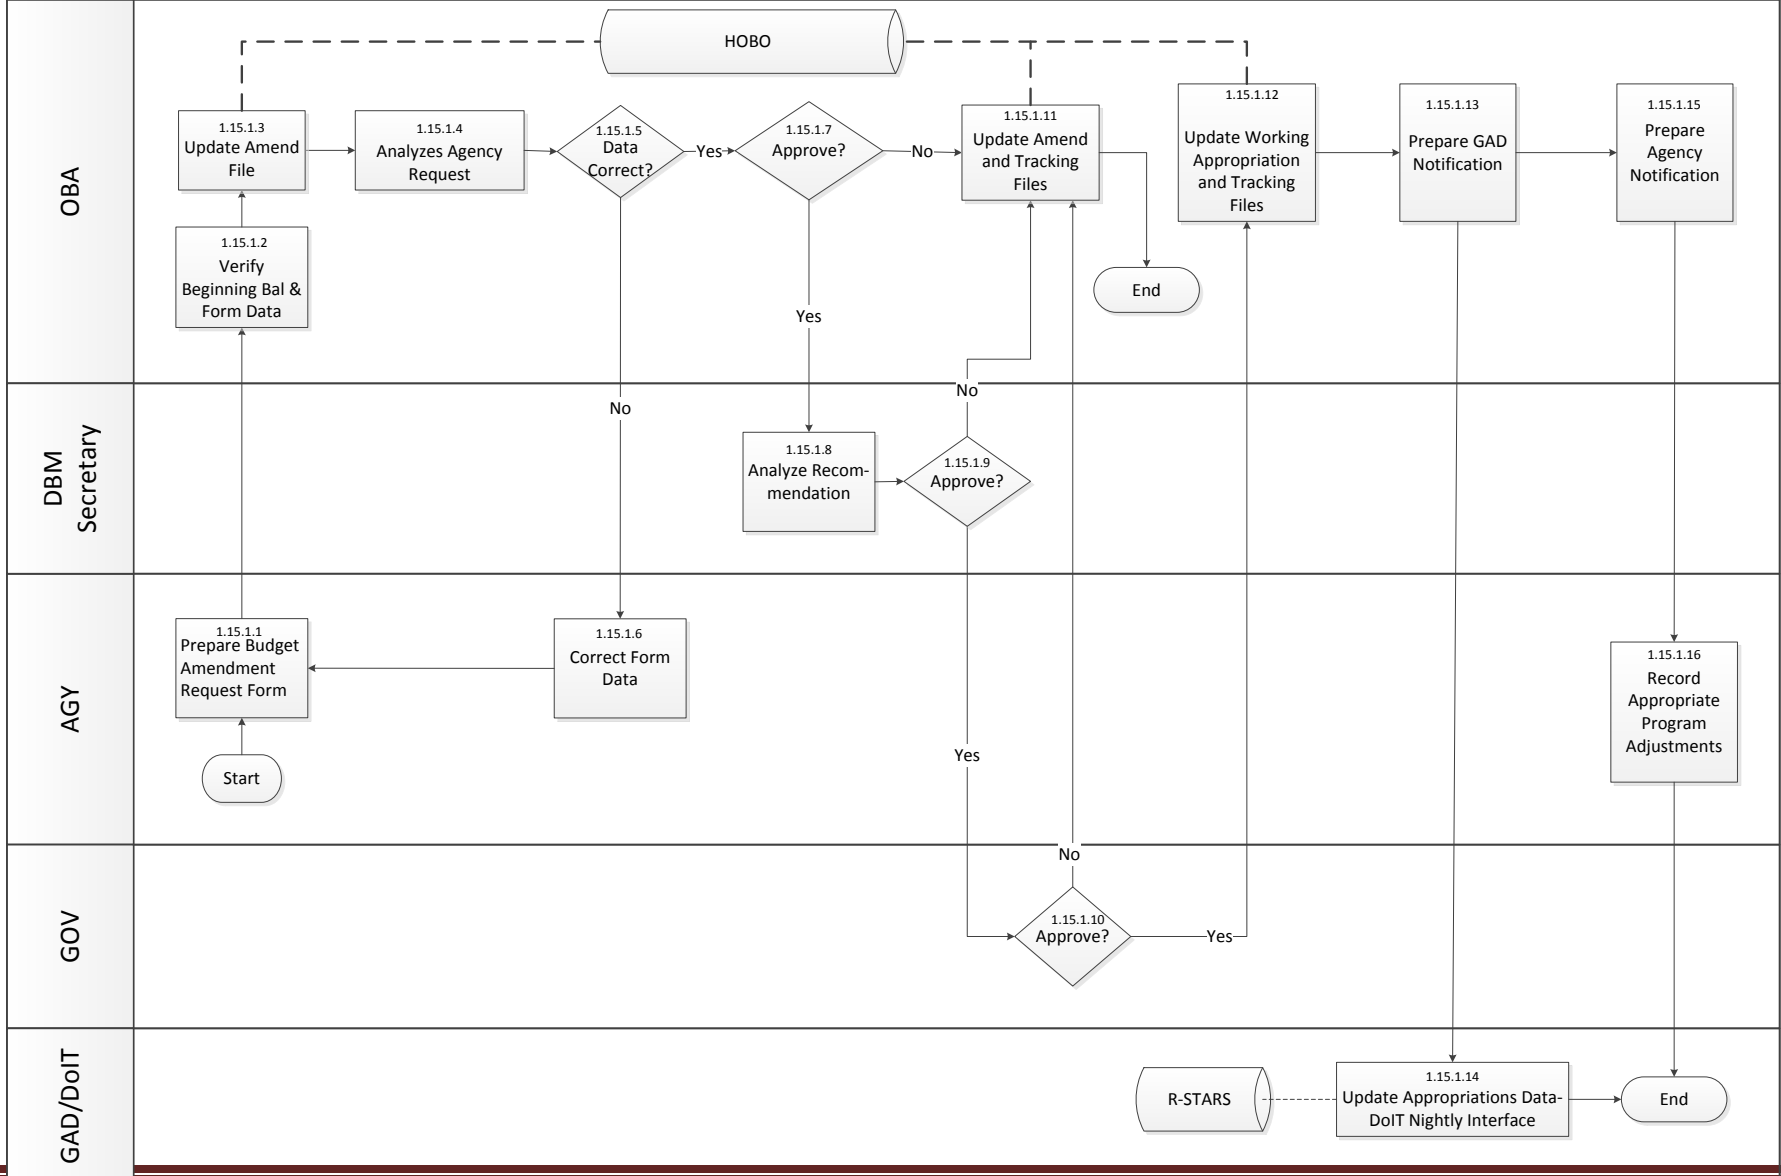 OBA
HOBO
1.15.1.3
Update Amend
File
1.15.1.4
Analyzes Agency
Request
1.15.1.5
Data
Correct?
Yes
1.15.1.7
Approve?
No
1.15.1.11
Update Amend
and Tracking
Files
1.15.1.12
Update Working
Appropriation
and Tracking
Files
1.15.1.13
Prepare GAD
Notification
1.15.1.15
Prepare
Agency
Notification
1.15.1.2
Verify
Beginning Bal &
Form Data
End
Yes
No
No
DBM
Secretary
1.15.1.8
Analyze Recom-
mendation
1.15.1.9
Approve?
AGY
1.15.1.1
Prepare Budget
Amendment
Request Form
1.15.1.6
Correct Form
Data
1.15.1.16
Record
Appropriate
Program
Adjustments
Start
Yes
GOV
No
1.15.1.10
Approve?
Yes
GAD/DoIT
R-STARS
1.15.1.14
Update Appropriations Data-
DoIT Nightly Interface
End